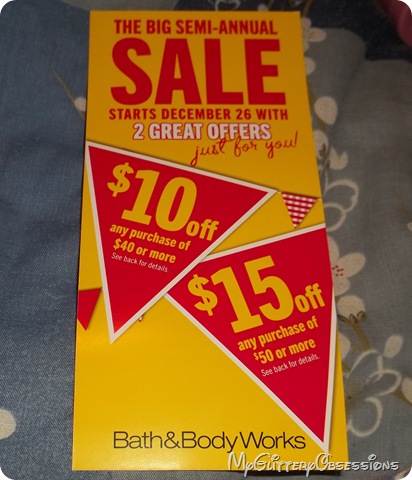 THE BIG SEMI-ANNUAL
SALE
STARTS DECEMBER 26 WITH
2 GREAT OFFERS
just for you!
$10 off
any purchase of
$40 or more
See back for details.
$15 off
any purchase of
$50 or more
See back for details.
Bath&BodyWorks
MyGlitteryObsessions